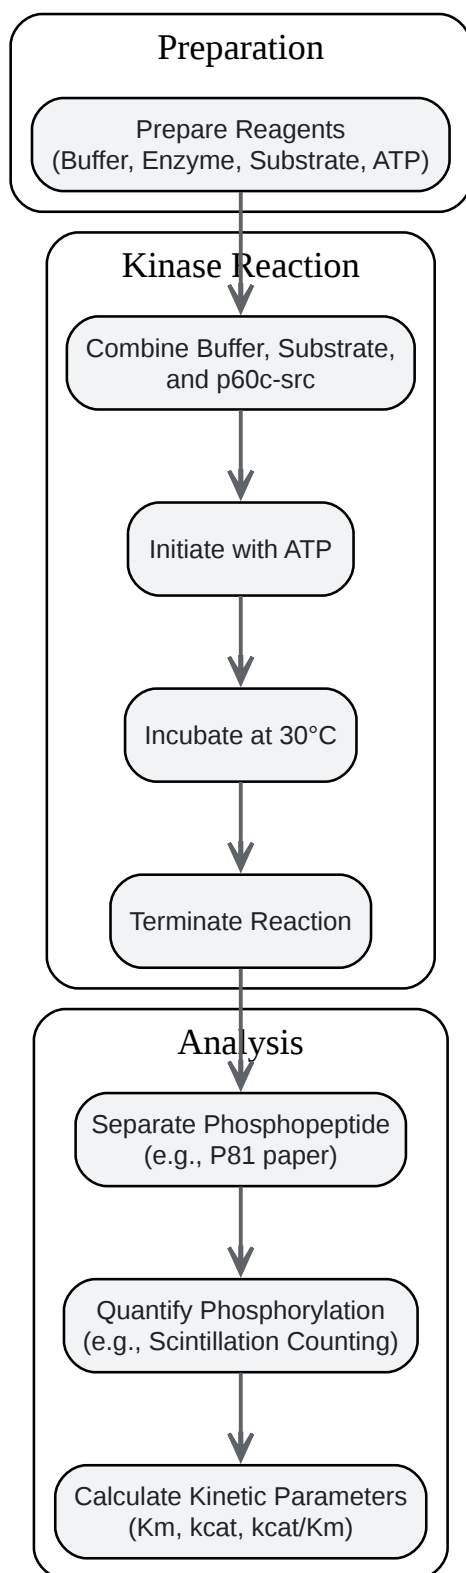 Preparation
Prepare Reagents
(Buffer, Enzyme, Substrate, ATP)
Kinase Reaction
Combine Buffer, Substrate,
and p60c-src
Initiate with ATP
Incubate at 30°C
Terminate Reaction
Analysis
Separate Phosphopeptide
(e.g., P81 paper)
Quantify Phosphorylation
(e.g., Scintillation Counting)
Calculate Kinetic Parameters
(Km, kcat, kcat/Km)